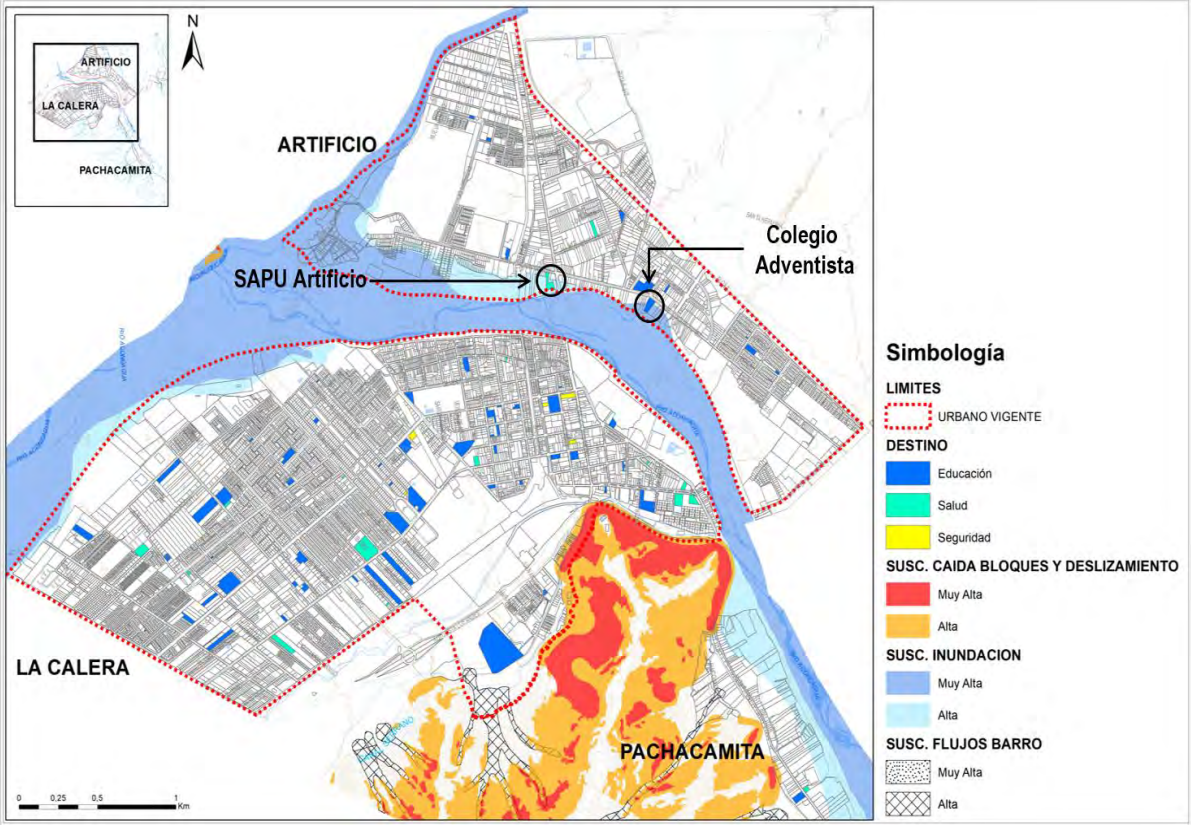 ARTIFICIO
LA CALERA
PACHACAMITA
N
ARTIFICIO
Colegio
Adventista
SAPU Artificio
LA CALERA
PACHACAMITA
0 0,25 0,5 1
Km
Simbología
LIMITES
URBANO VIGENTE
DESTINO
Educación
Salud
Seguridad
SUSC. CAIDA BLOQUES Y DESLIZAMIENTO
Muy Alta
Alta
SUSC. INUNDACION
Muy Alta
Alta
SUSC. FLUJOS BARRO
Muy Alta
Alta